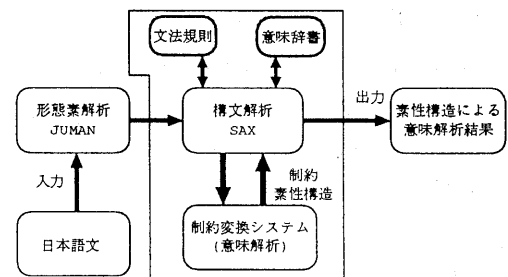 文法規則
意味辞書
形態素解析
JUMAN
構文解析
SAX
出力
素性構造による
意味解析結果
入力
制約
素性構造
日本語文
制約変換システム
(意味解析)